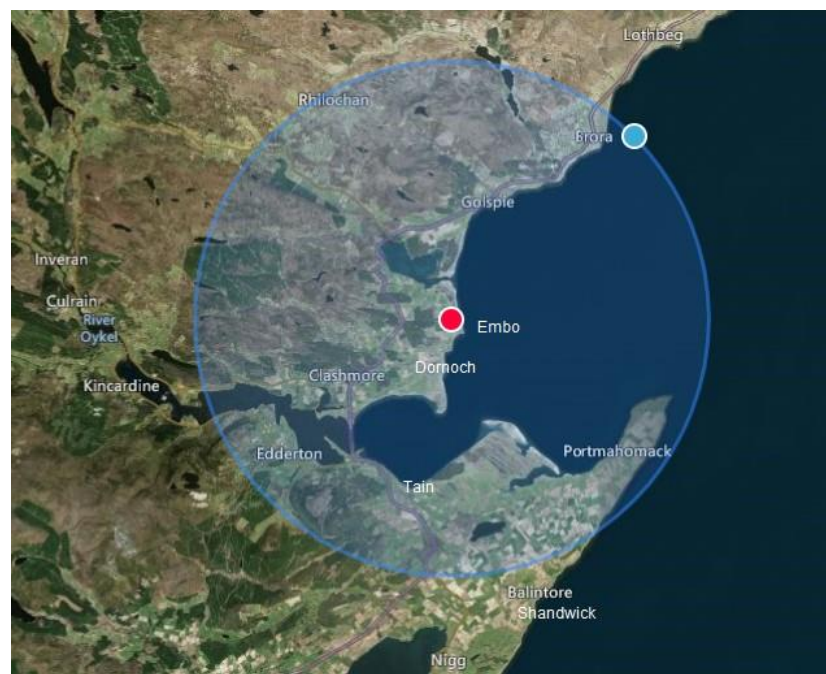 Lothbeg
Rhilochan
Brora
Golspie
Inveran
Culrain
River
Oykel
Embo
Dornoch
Clashmore
Kincardine
Edderton
Portmahomack
Tain
Balintore
Shandwick
Nigg